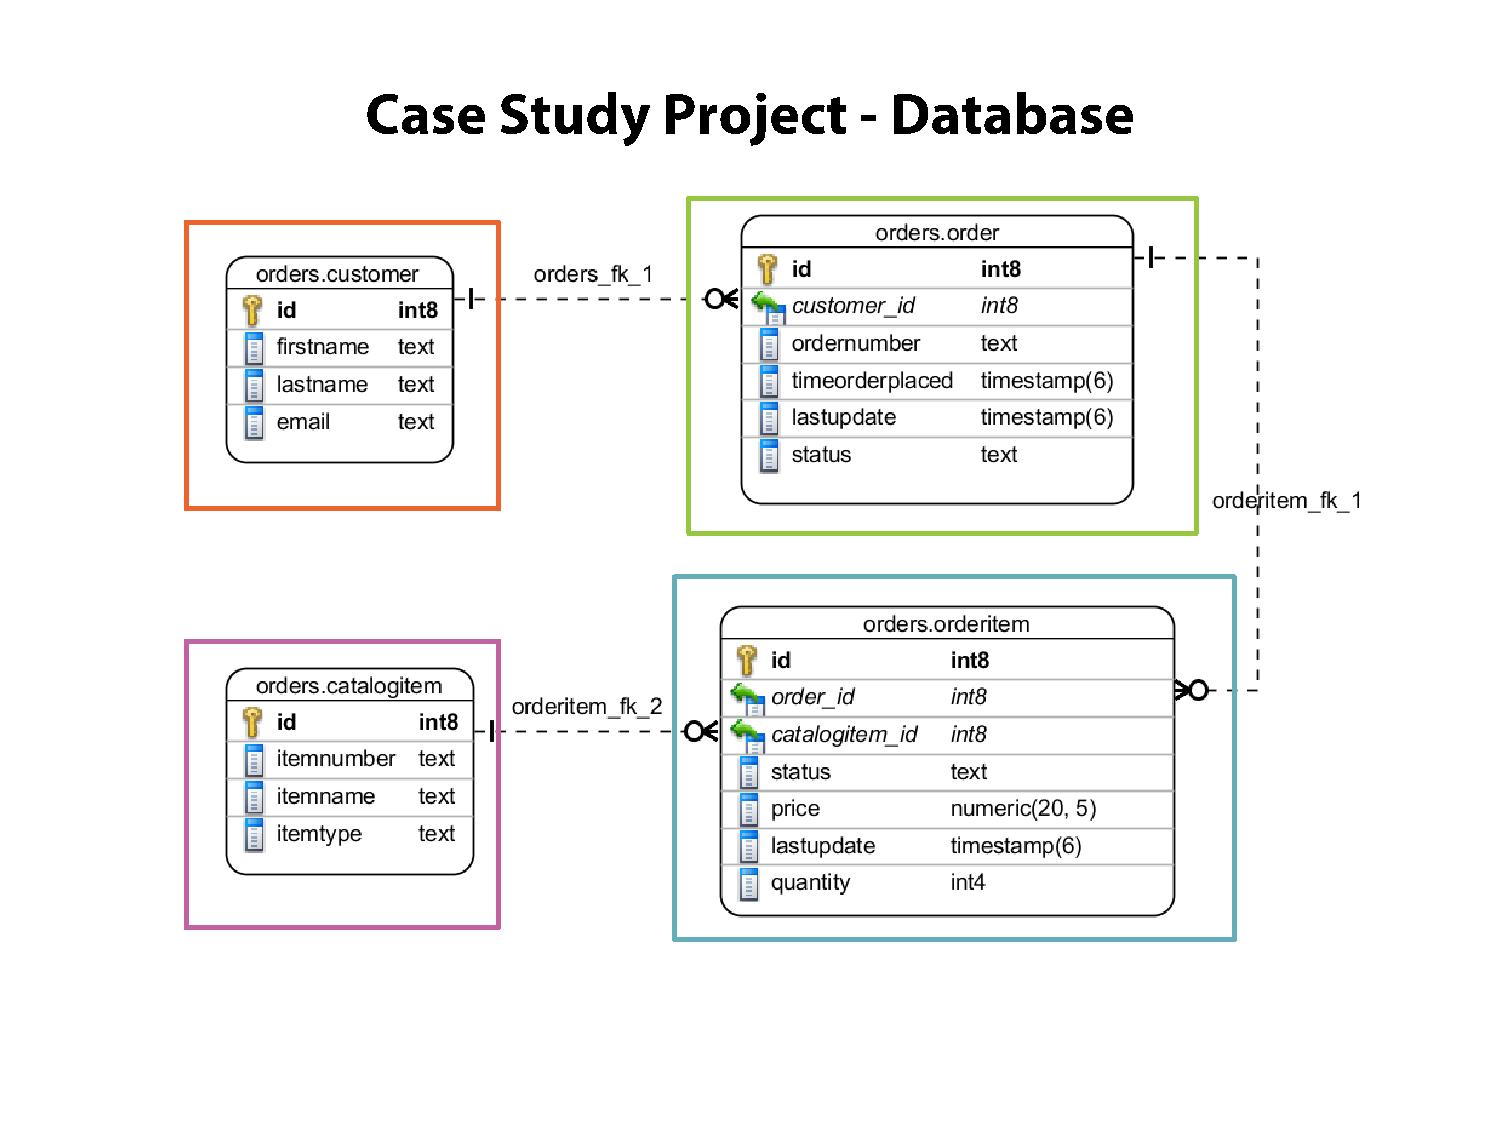 Case Study Project - Database
orders.customer
id int8
firstname text
lastname text
email text
orders_fk_1
orders.order
id int8
customer_id int8
ordernumber text
timeorderplaced timestamp(6)
lastupdate timestamp(6)
status text
orderitem_fk_1
orders.catalogitem
id int8
itemnumber text
itemname text
itemtype text
orderitem_fk_2
orders.orderitem
id int8
order_id int8
catalogitem_id int8
status text
price numeric(20, 5)
lastupdate timestamp(6)
quantity int4